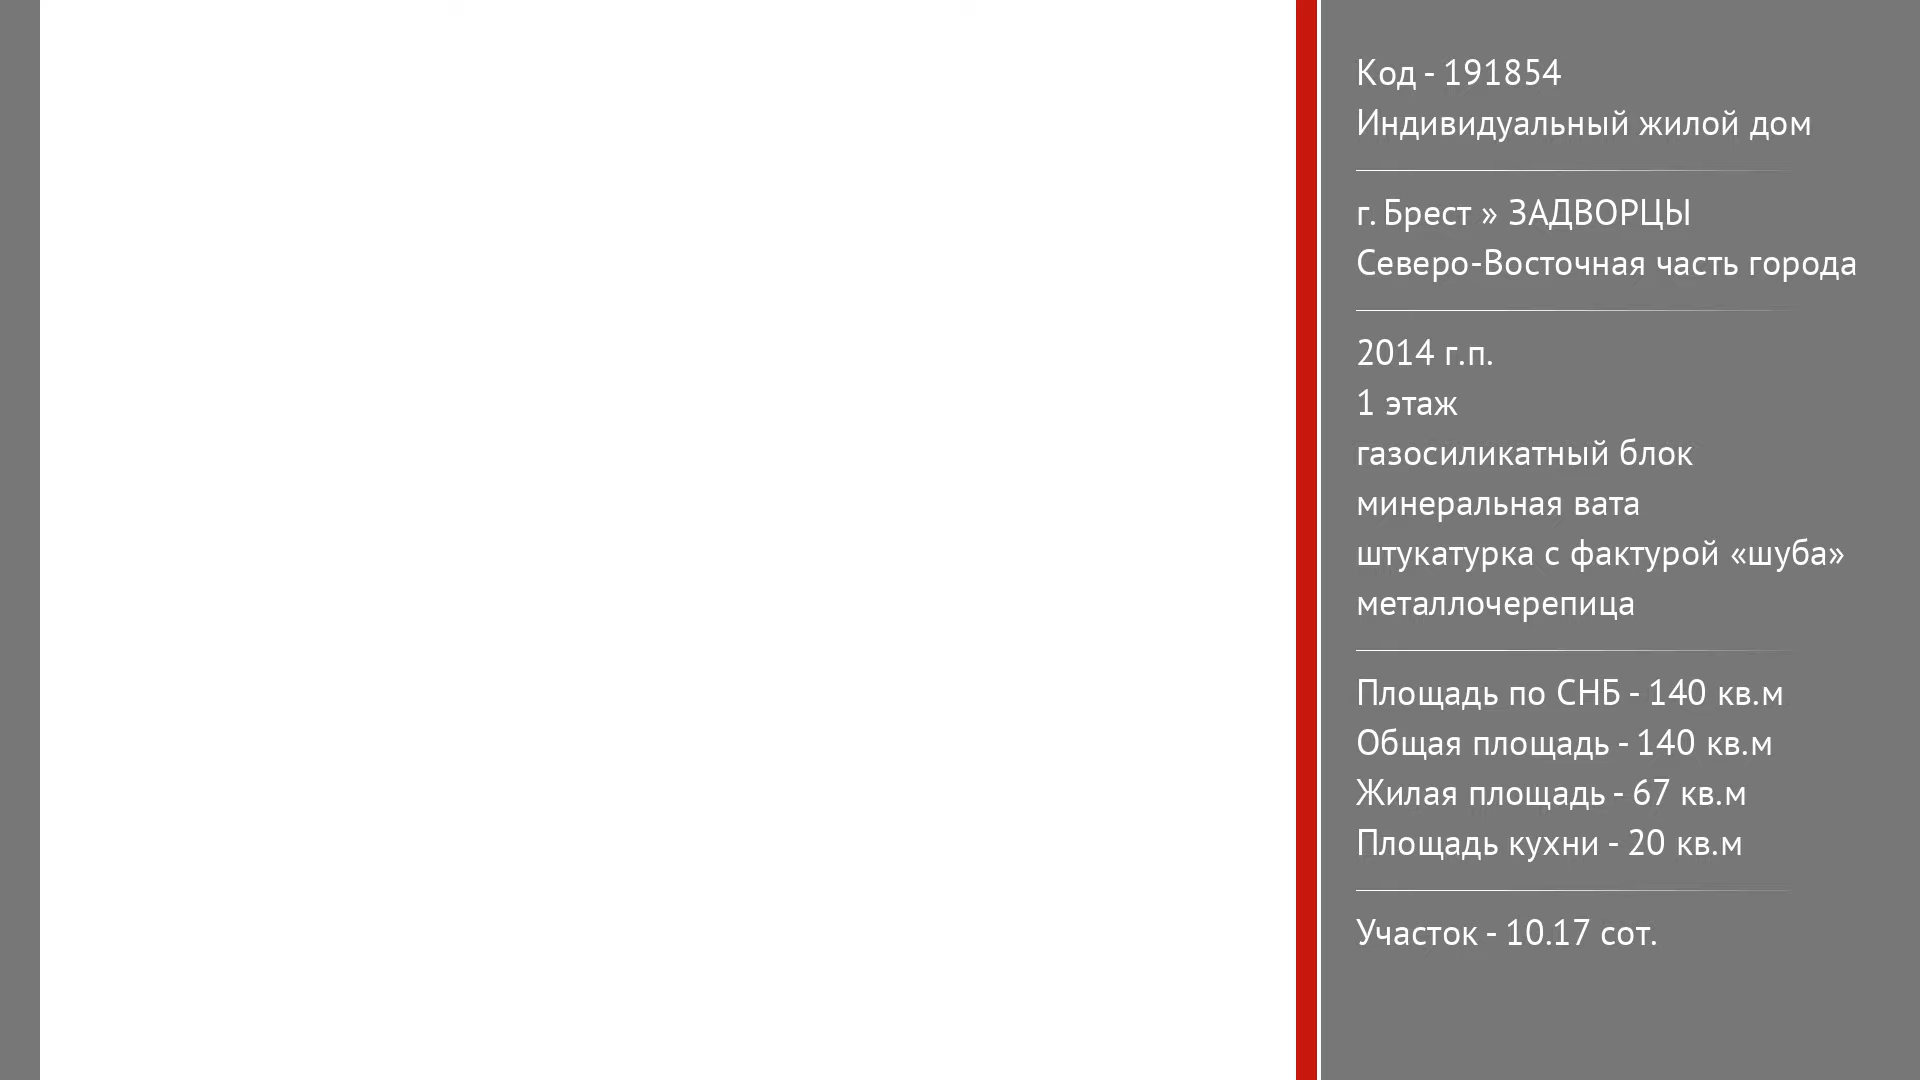 Код - 191854
Индивидуальный жилой дом
г. Брест » ЗАДВОРЦЫ
Северо-Восточная часть города
2014 г.п.
1 этаж
газосиликатный блок
минеральная вата
штукатурка с фактурой «шуба»
металлочерепица
Площадь по СНБ - 140 кв.м
Общая площадь - 140 кв.м
Жилая площадь - 67 кв.м
Площадь кухни - 20 кв.м
Участок - 10.17 сот.